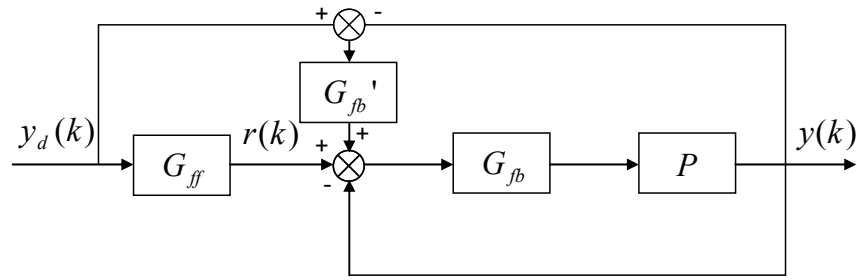 + -
G_fb'
y_d(k) r(k) + + y(k)
G_ff - G_fb P